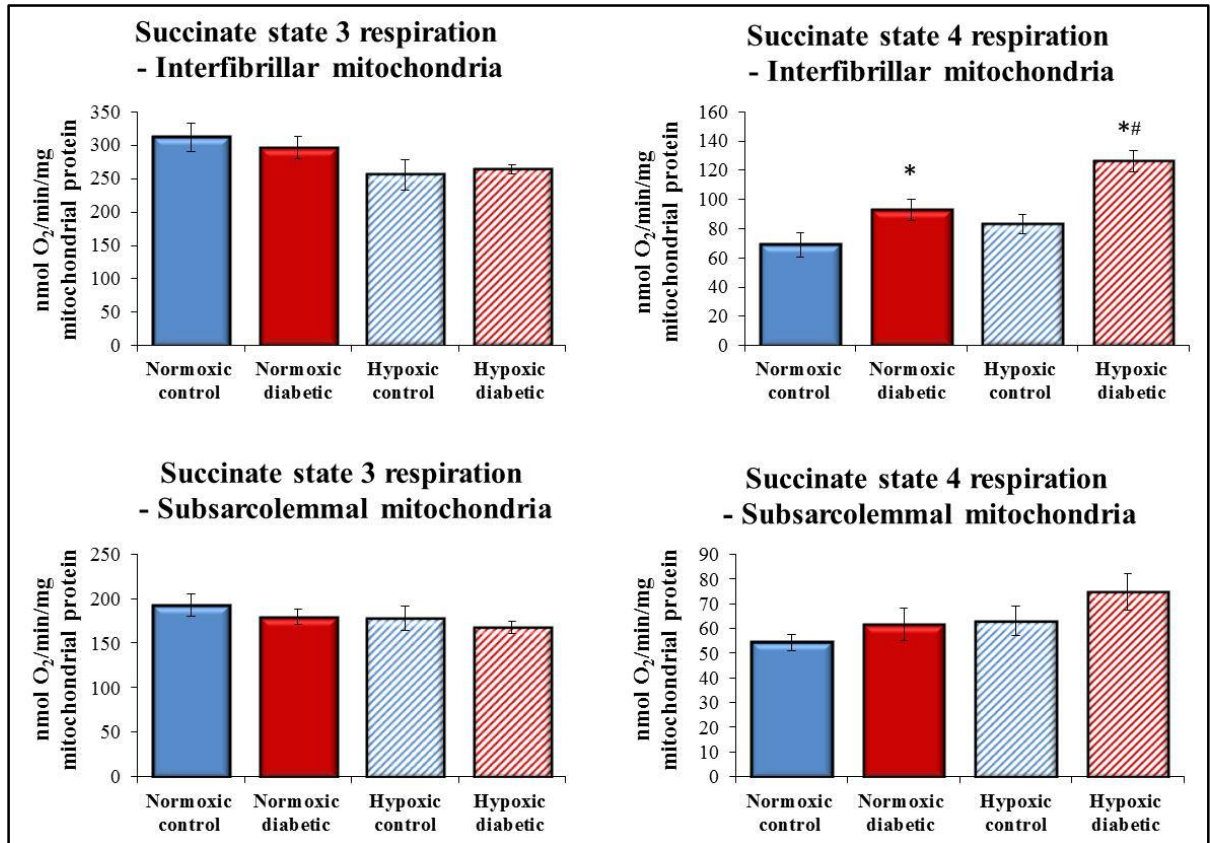 Succinate state 3 respiration
- Interfibrillar mitochondria
nmol O₂/min/mg
mitochondrial protein
350
300
250
200
150
100
50
0
Normoxic control
Normoxic diabetic
Hypoxic control
Hypoxic diabetic
Succinate state 4 respiration
- Interfibrillar mitochondria
nmol O₂/min/mg
mitochondrial protein
160
140
120
100
80
60
40
20
0
*
*#
Normoxic control
Normoxic diabetic
Hypoxic control
Hypoxic diabetic
Succinate state 3 respiration
- Subsarcolemmal mitochondria
nmol O₂/min/mg
mitochondrial protein
250
200
150
100
50
0
Normoxic control
Normoxic diabetic
Hypoxic control
Hypoxic diabetic
Succinate state 4 respiration
- Subsarcolemmal mitochondria
nmol O₂/min/mg
mitochondrial protein
90
80
70
60
50
40
30
20
10
0
Normoxic control
Normoxic diabetic
Hypoxic control
Hypoxic diabetic